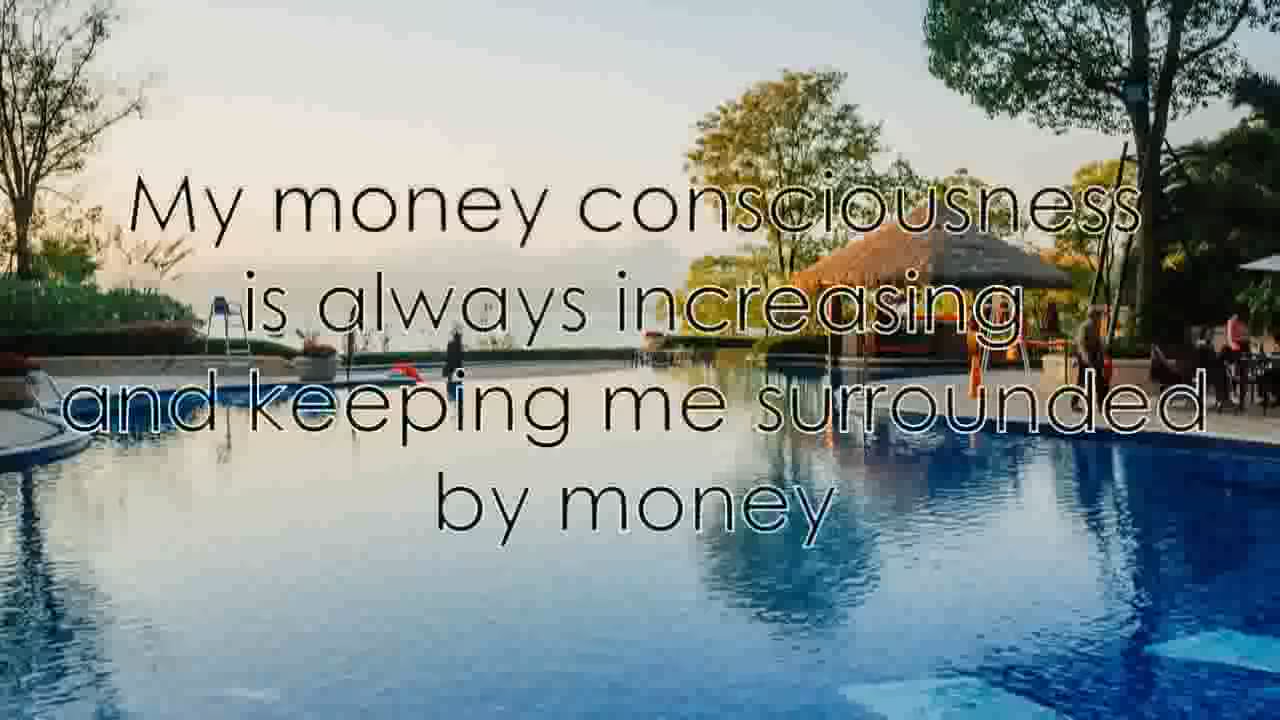 My money consciousness
is always increasing
and keeping me surrounded
by money